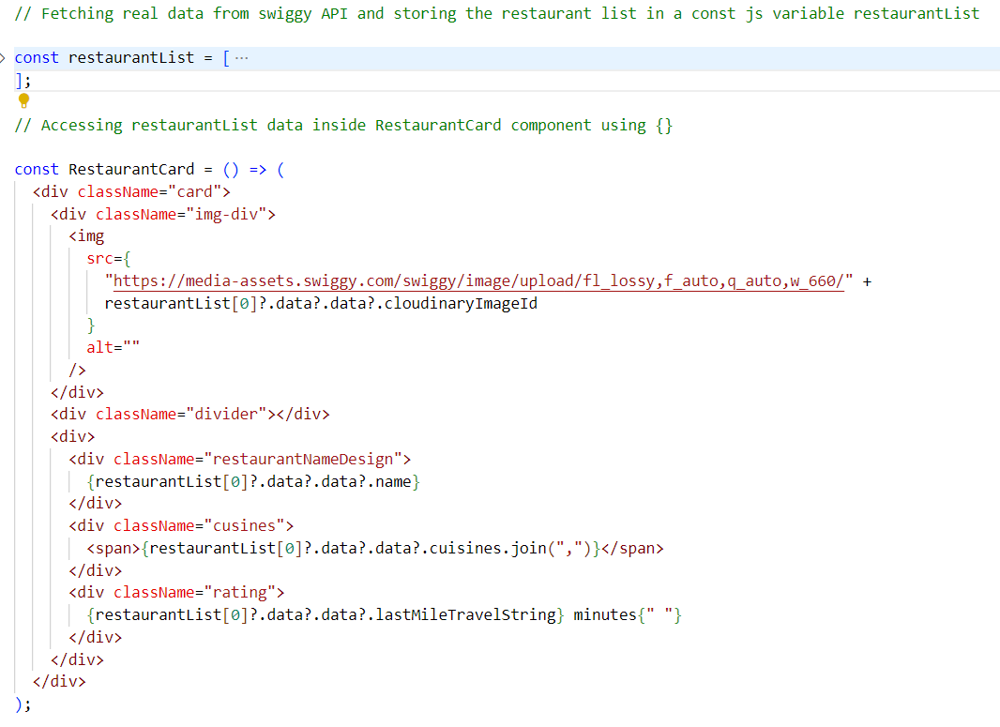 // Fetching real data from swiggy API and storing the restaurant list in a const js variable restaurantList
const restaurantList = [ ···
];
// Accessing restaurantList data inside RestaurantCard component using {}
const RestaurantCard = () => (
<div className="card">
<div className="img-div">
<img
src={
"https://media-assets.swiggy.com/swiggy/image/upload/fl_lossy,f_auto,q_auto,w_660/" +
restaurantList[0]?.data?.data?.cloudinaryImageId
}
alt=""
/>
</div>
<div className="divider"></div>
<div>
<div className="restaurantNameDesign">
{restaurantList[0]?.data?.data?.name}
</div>
<div className="cusines">
<span>{restaurantList[0]?.data?.data?.cuisines.join(",")}</span>
</div>
<div className="rating">
{restaurantList[0]?.data?.data?.lastMileTravelString} minutes{" "}
</div>
</div>
</div>
);